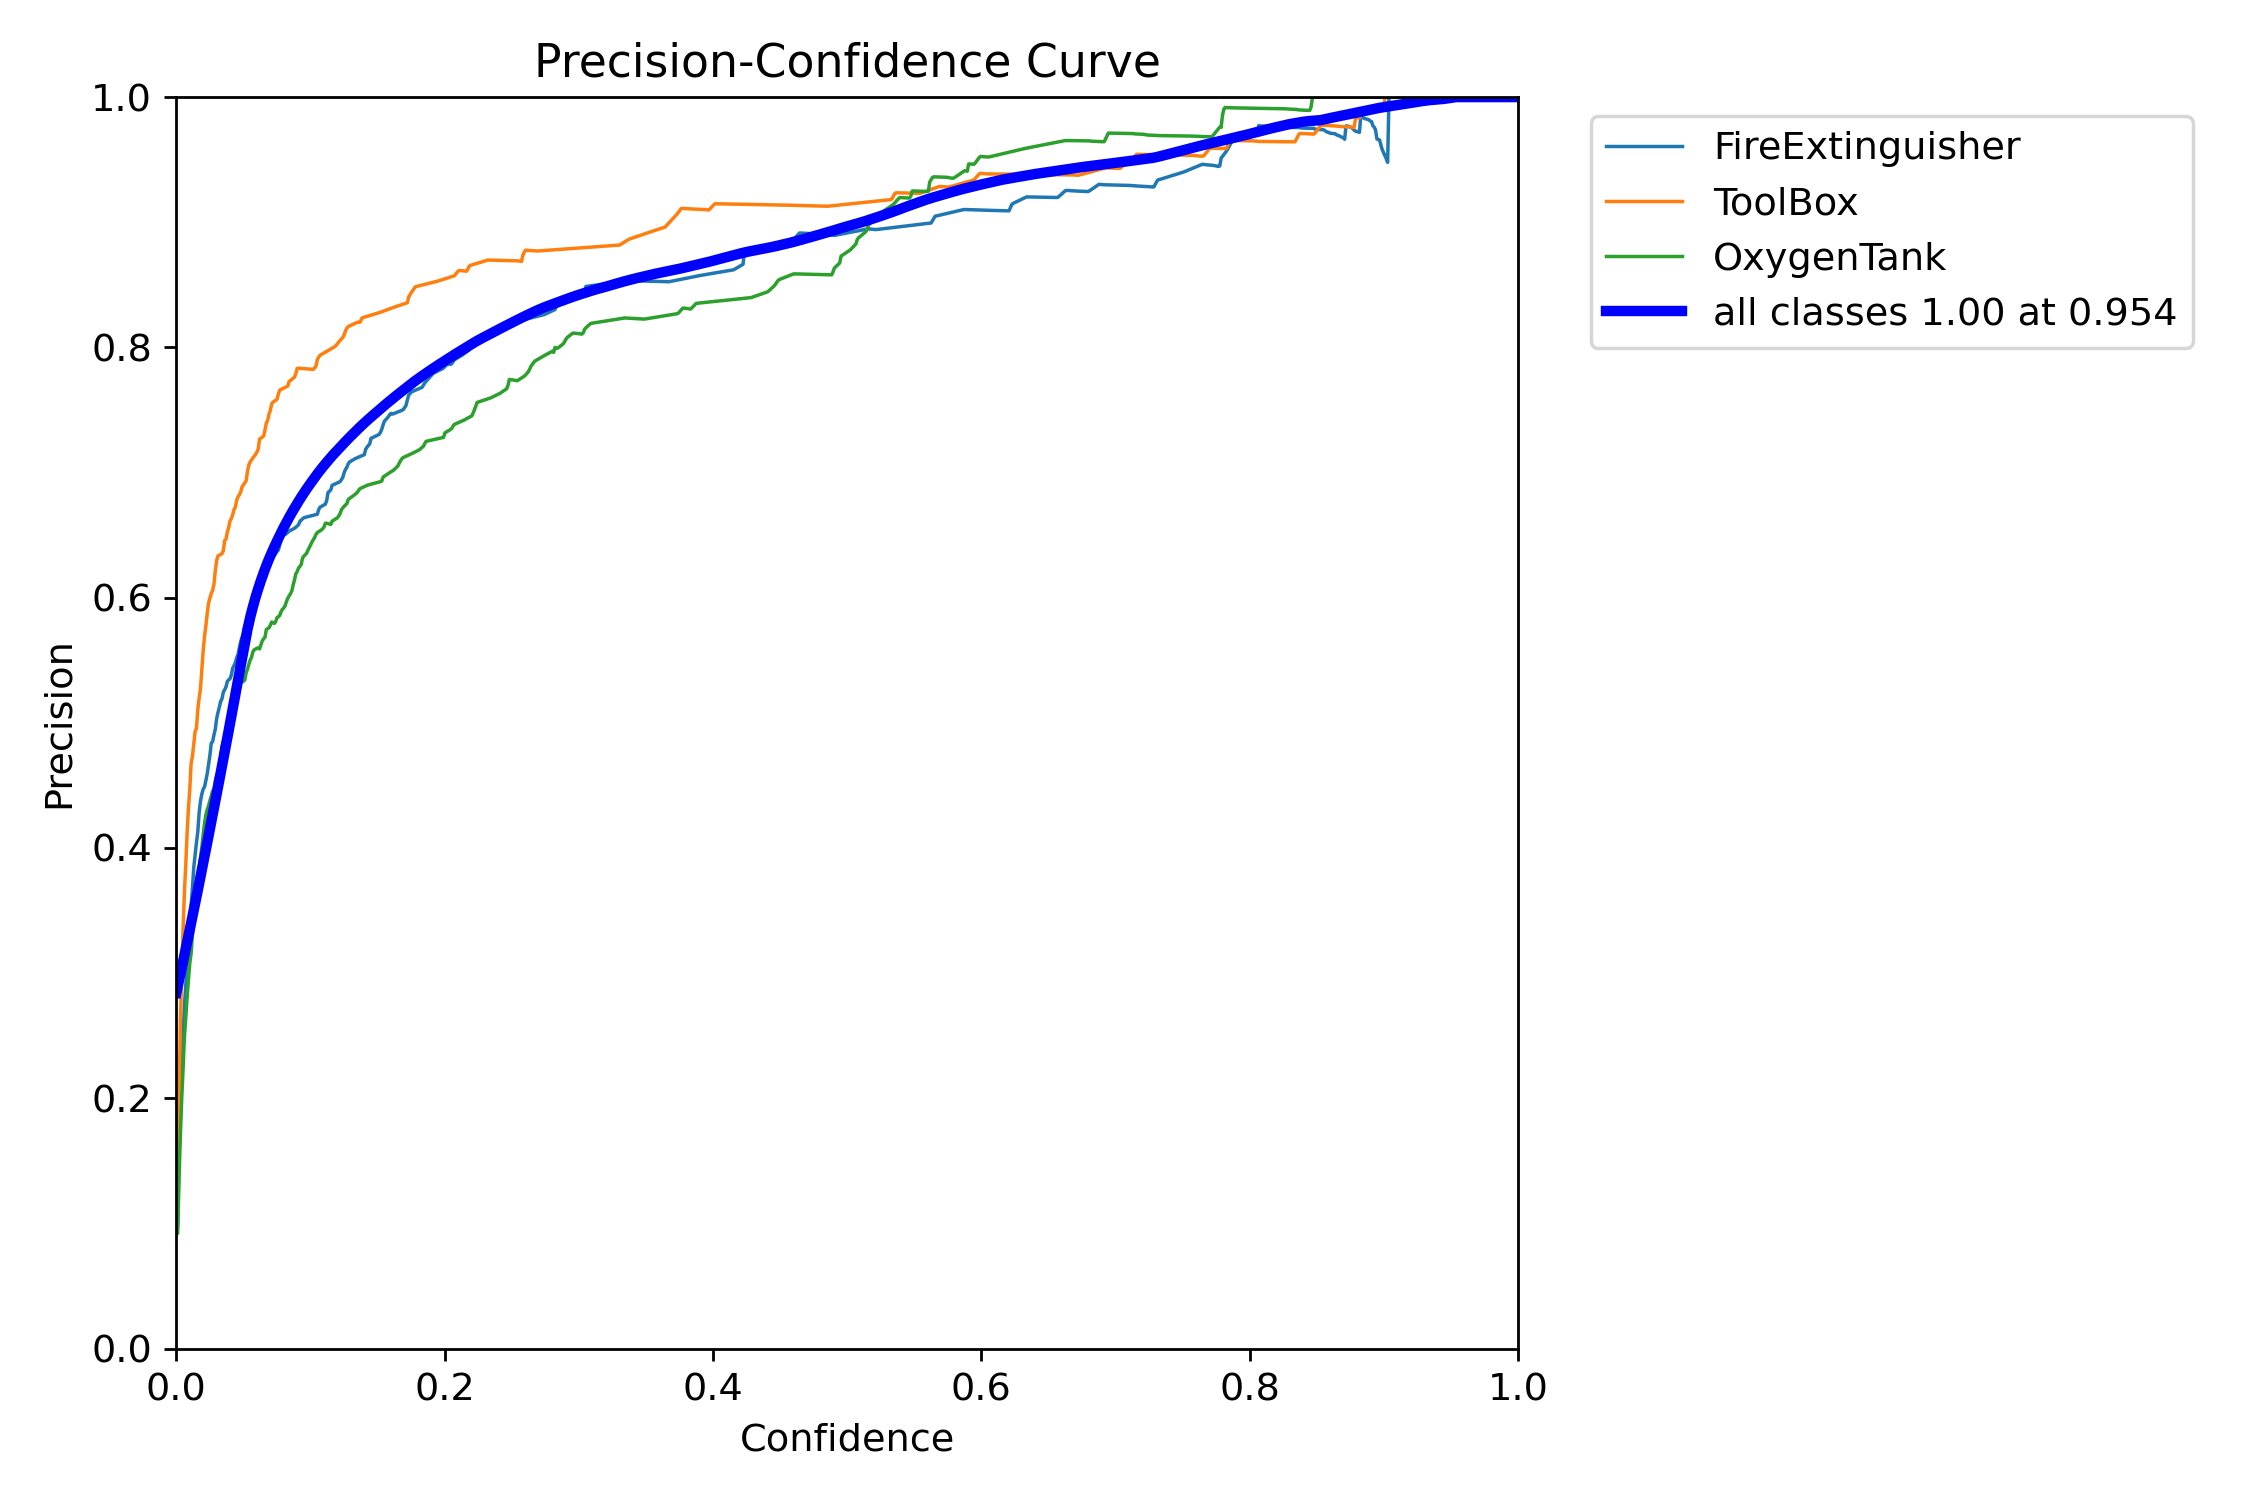 Precision-Confidence Curve
1.0
0.8
0.6
0.4
0.2
0.0
Precision
0.0 0.2 0.4 0.6 0.8 1.0
Confidence
FireExtinguisher
ToolBox
OxygenTank
all classes 1.00 at 0.954